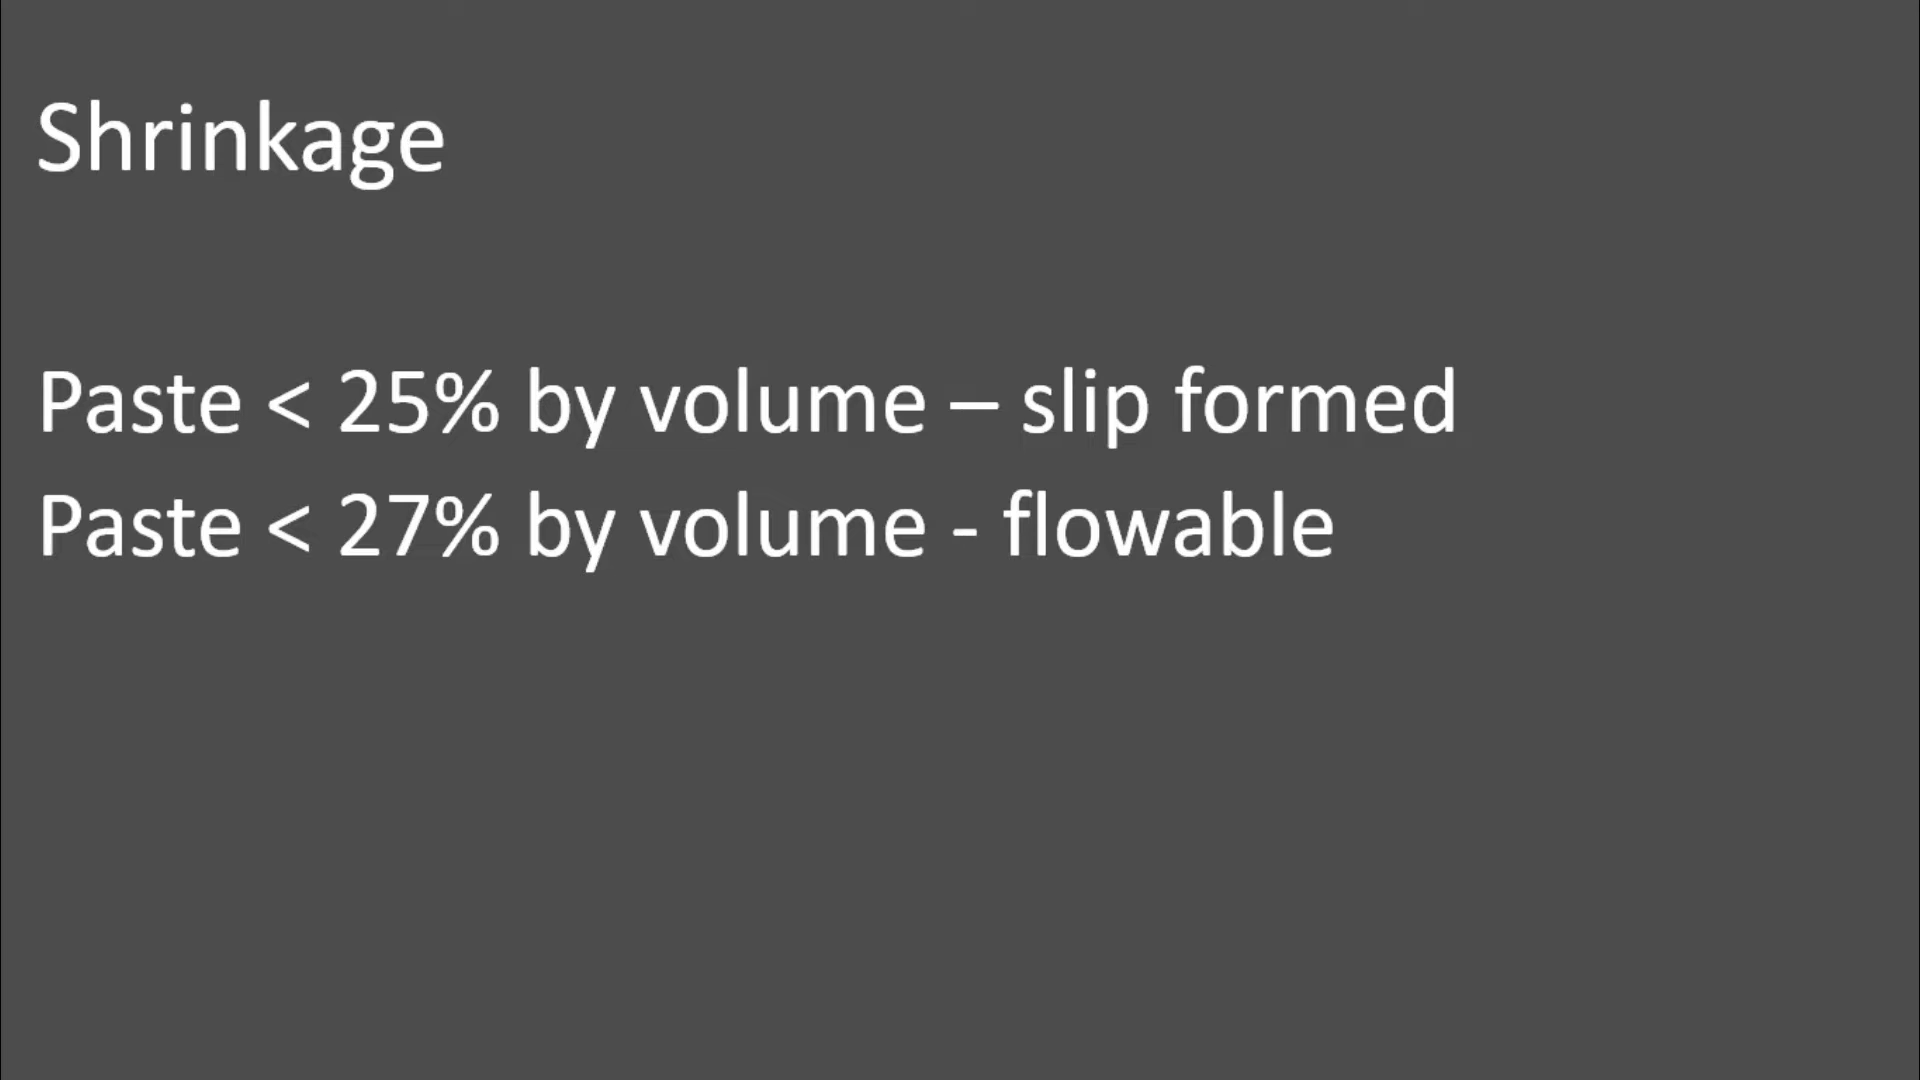 Shrinkage
Paste < 25% by volume – slip formed
Paste < 27% by volume - flowable